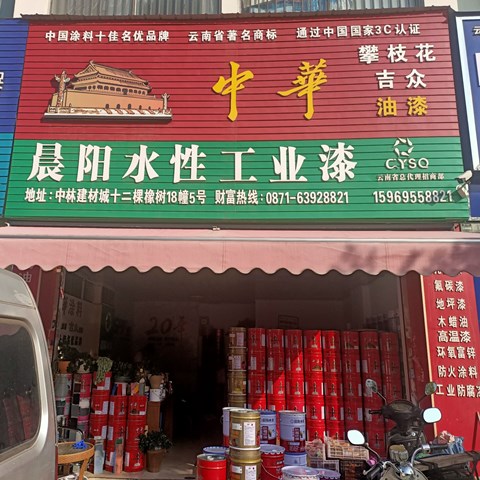 中国涂料十佳名优品牌 云南省著名商标 通过中国国家3C认证
中華
攀枝花
吉众
油漆
晨阳水性工业漆
CYSO
云南省总代理招商部
地址:中林建材城十二棵橡树18幢5号 财富热线:0871-63928821 15969558821
氟碳漆
地坪漆
木蜡油
高温漆
环氧富锌
防火涂料
工业防腐